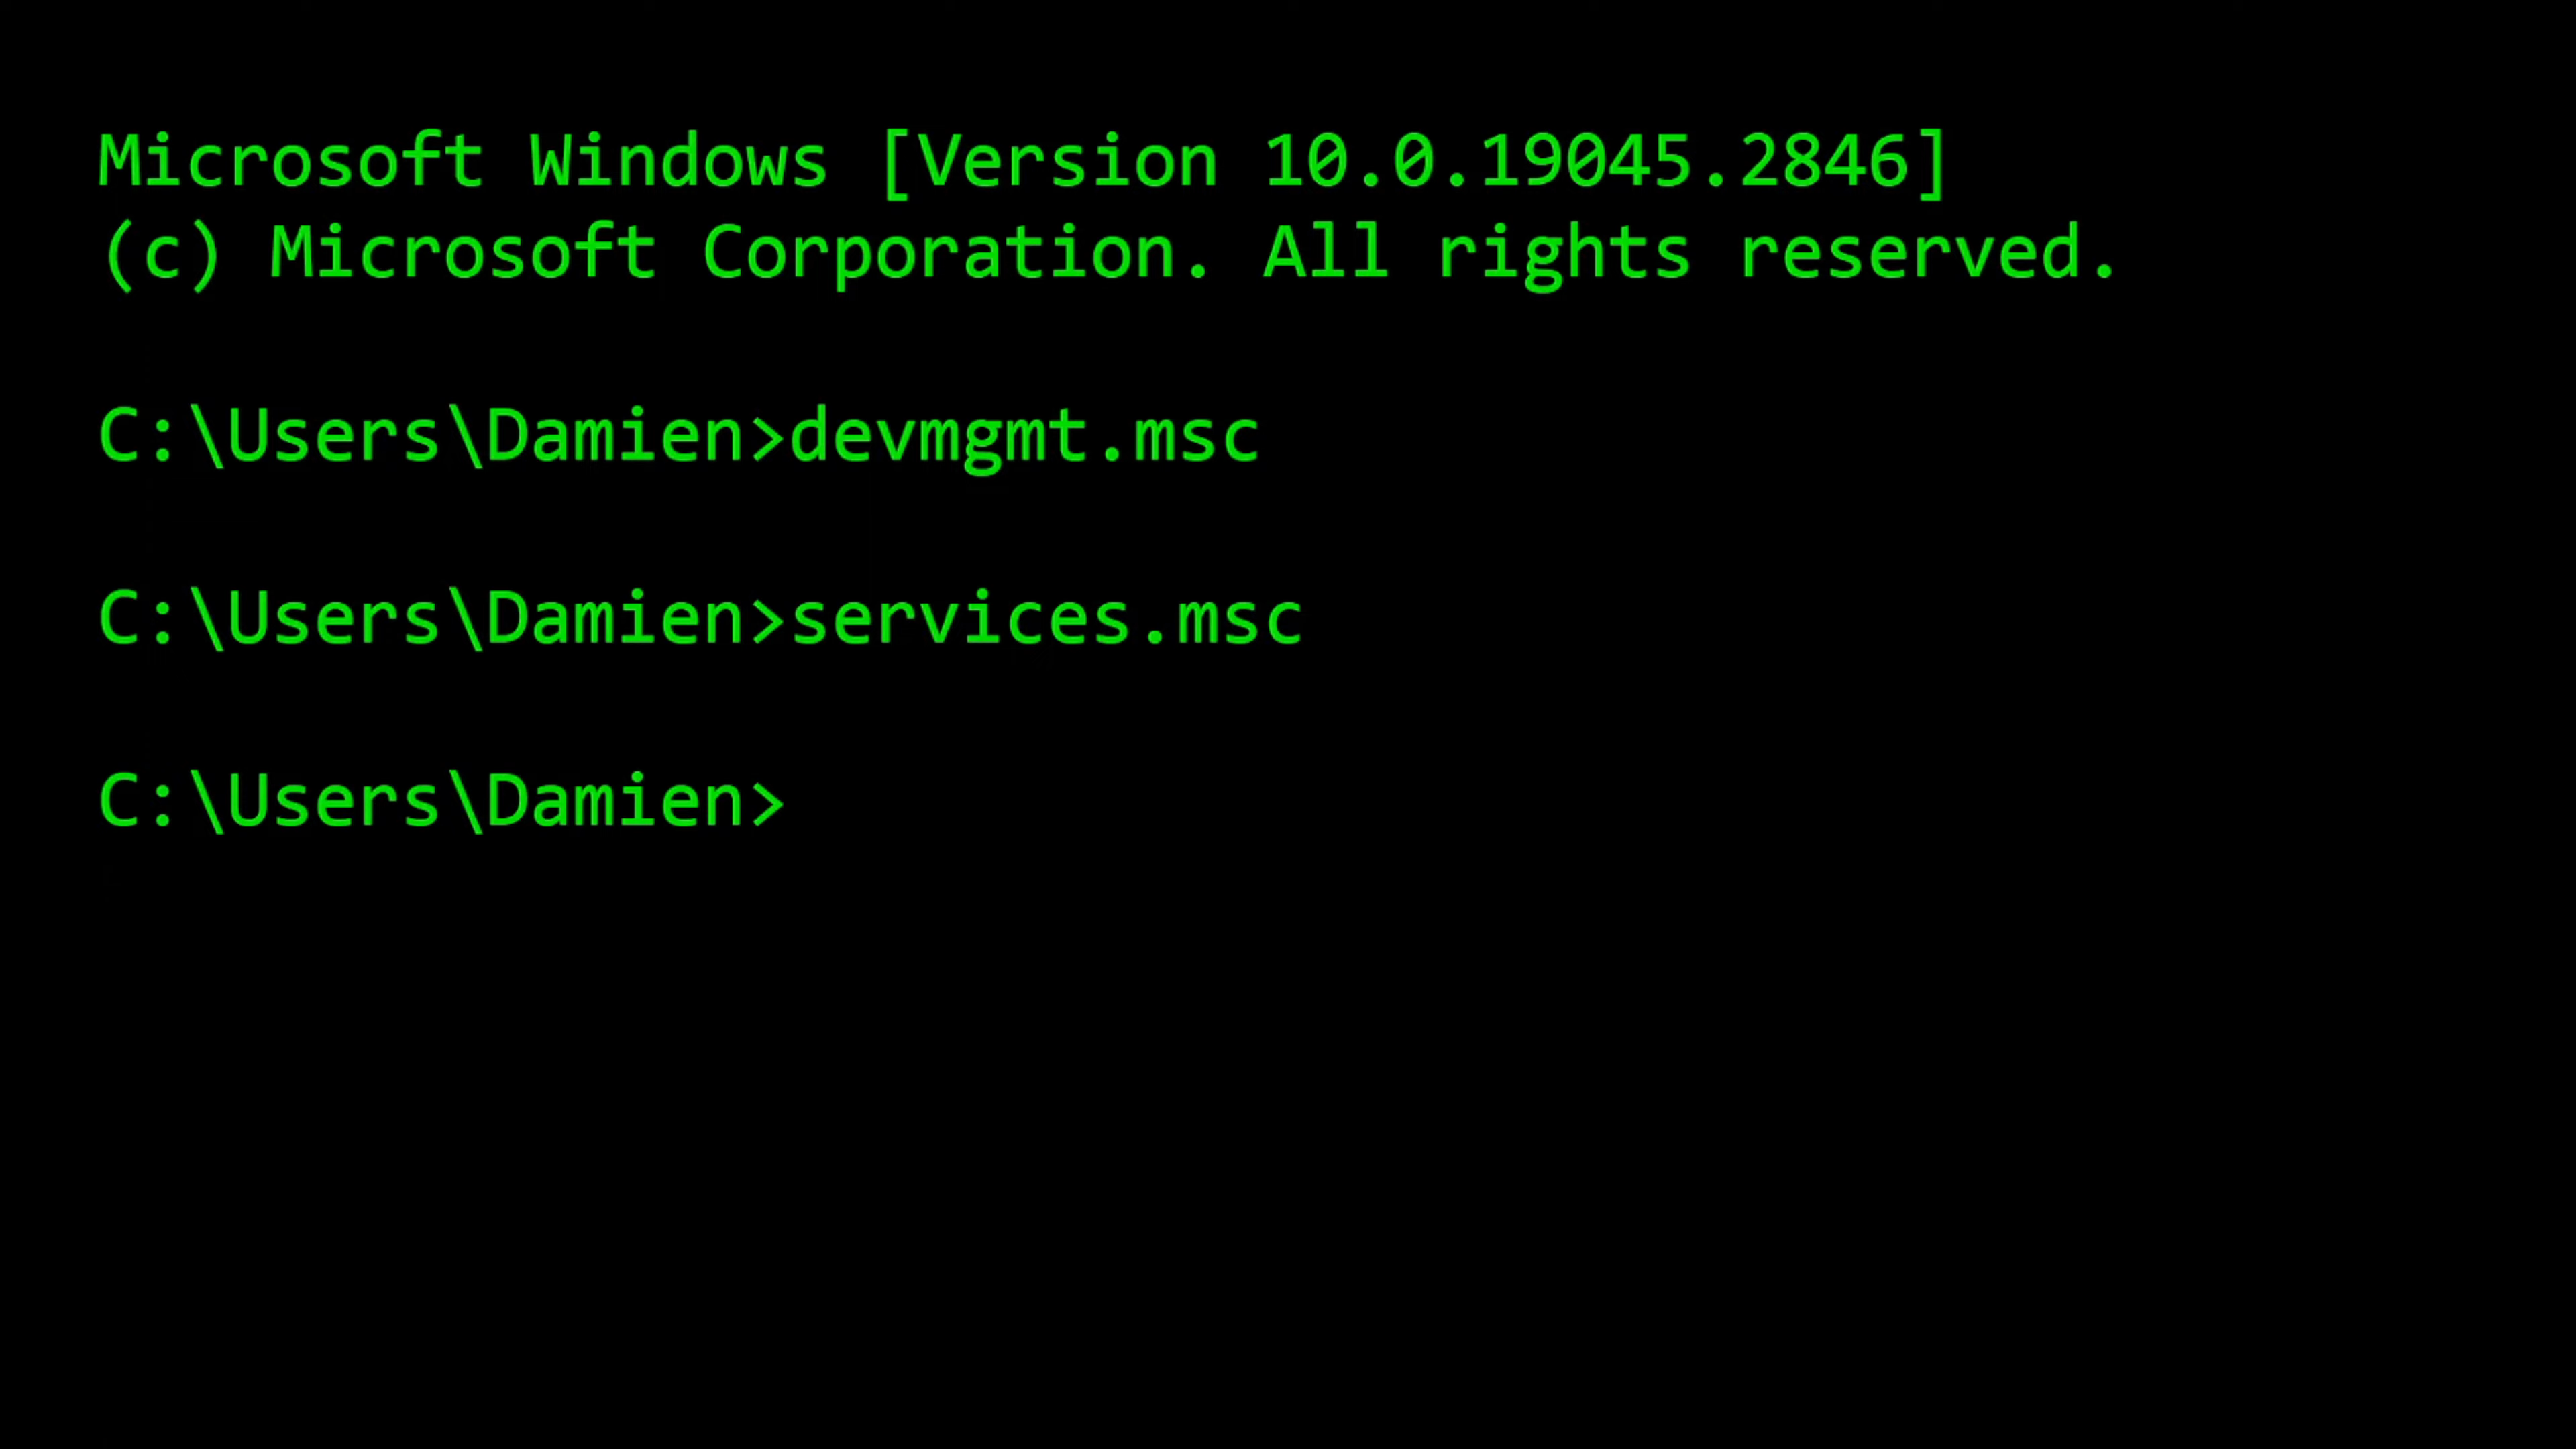 Microsoft Windows [Version 10.0.19045.2846]
(c) Microsoft Corporation. All rights reserved.
C:\Users\Damien>devmgmt.msc
C:\Users\Damien>services.msc
C:\Users\Damien>